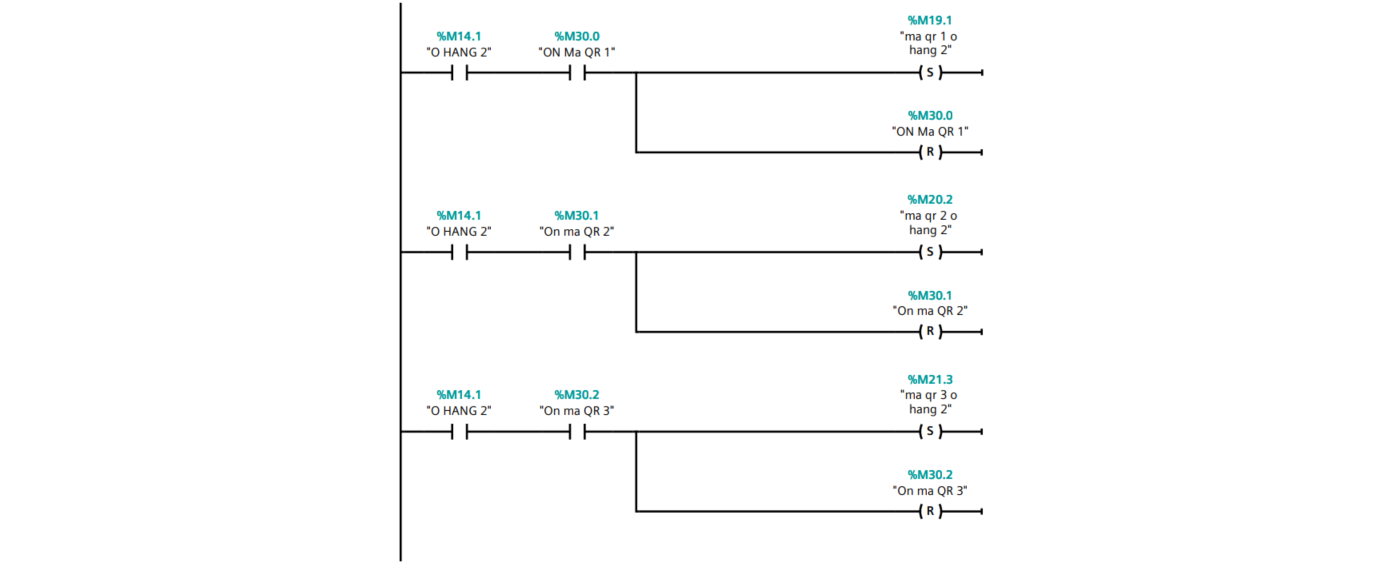 %M14.1
"O HANG 2"
%M30.0
"ON Ma QR 1"
%M19.1
"ma qr 1 o
hang 2"
S
%M30.0
"ON Ma QR 1"
R
%M14.1
"O HANG 2"
%M30.1
"On ma QR 2"
%M20.2
"ma qr 2 o
hang 2"
S
%M30.1
"On ma QR 2"
R
%M14.1
"O HANG 2"
%M30.2
"On ma QR 3"
%M21.3
"ma qr 3 o
hang 2"
S
%M30.2
"On ma QR 3"
R